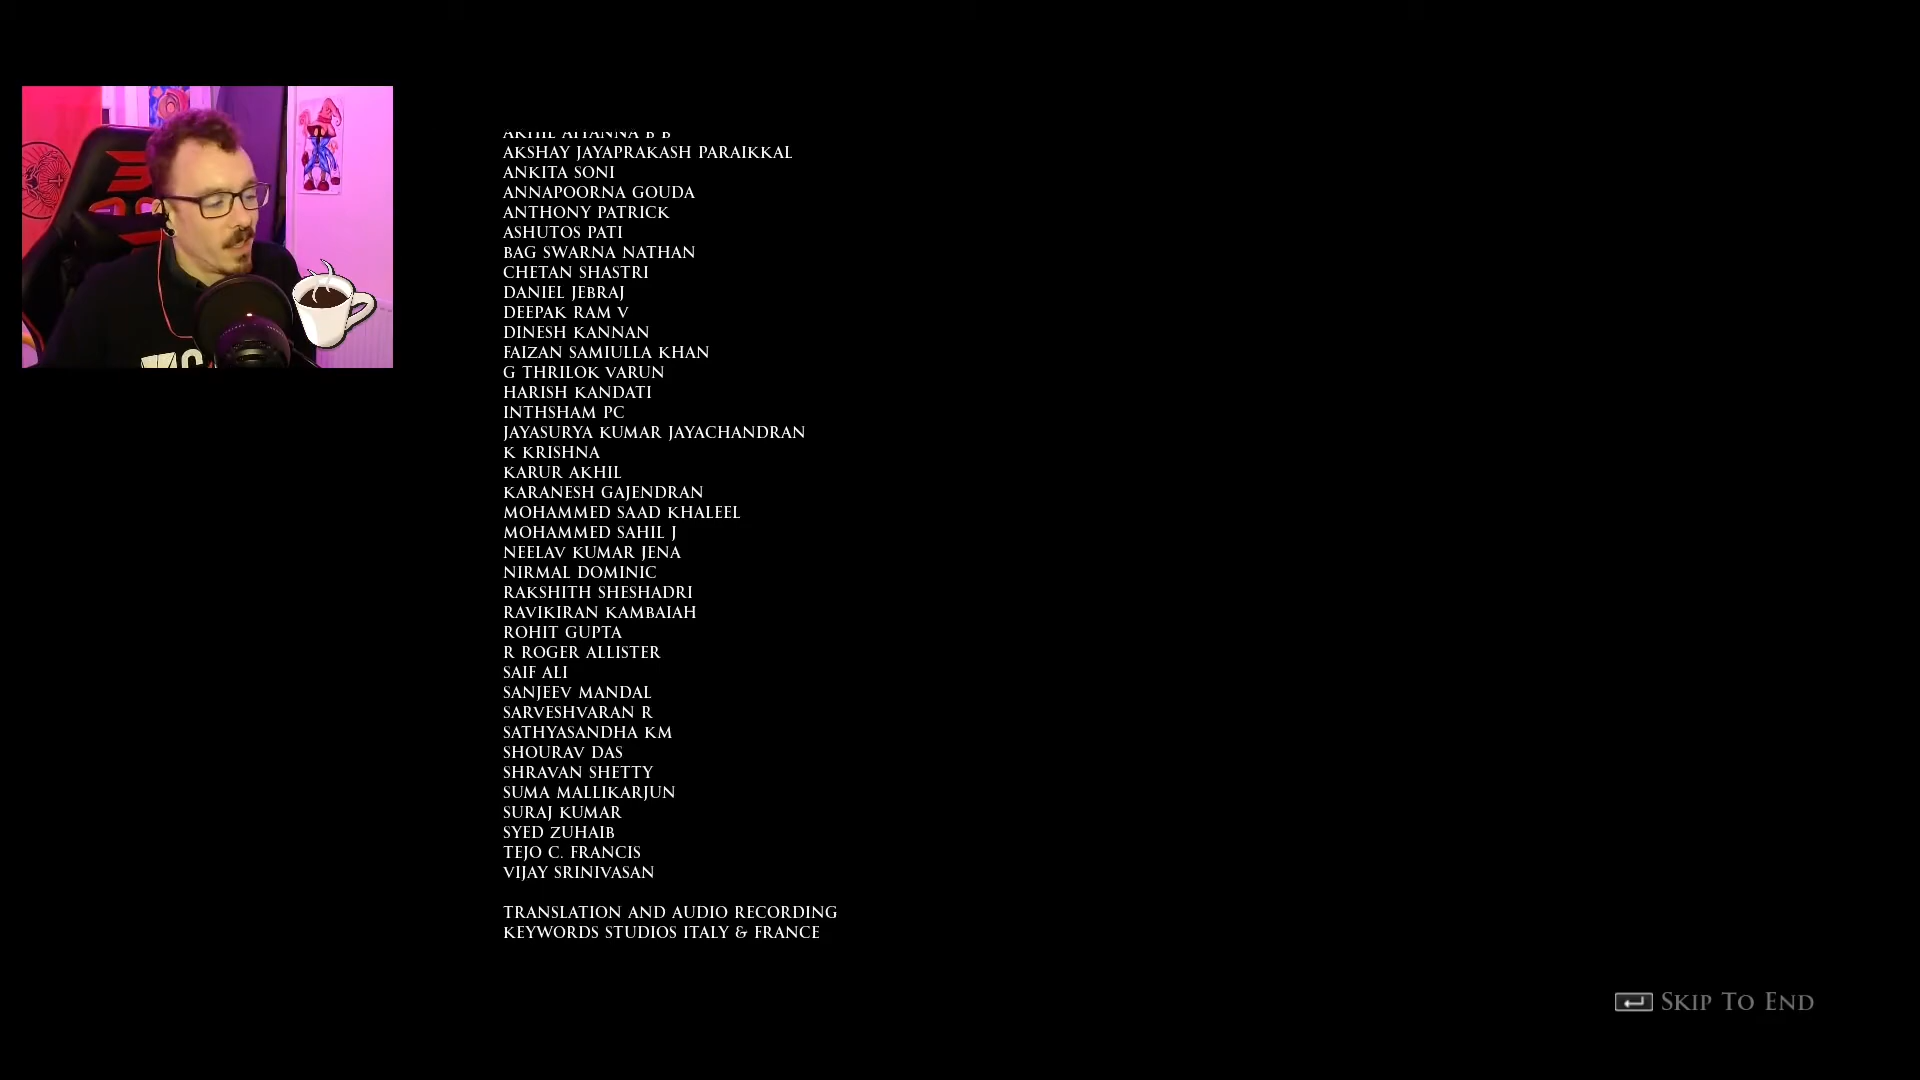 AKSHAY JAYAPRAKASH PARAIKKAL
ANKITA SONI
ANNAPOORNA GOUDA
ANTHONY PATRICK
ASHUTOS PATI
BAG SWARNA NATHAN
CHETAN SHASTRI
DANIEL JEBRAJ
DEEPAK RAM V
DINESH KANNAN
FAIZAN SAMIULLA KHAN
G THRILOK VARUN
HARISH KANDATI
INTHSHAM PC
JAYASURYA KUMAR JAYACHANDRAN
K KRISHNA
KARUR AKHIL
KARANESH GAJENDRAN
MOHAMMED SAAD KHALEEL
MOHAMMED SAHIL J
NEELAV KUMAR JENA
NIRMAL DOMINIC
RAKSHITH SHESHADRI
RAVIKIRAN KAMBAIAH
ROHIT GUPTA
R ROGER ALLISTER
SAIF ALI
SANJEEV MANDAL
SARVESHVARAN R
SATHYASANDHA KM
SHOURAV DAS
SHRAVAN SHETTY
SUMA MALLIKARJUN
SURAJ KUMAR
SYED ZUHAIB
TEJO C. FRANCIS
VIJAY SRINIVASAN
TRANSLATION AND AUDIO RECORDING
KEYWORDS STUDIOS ITALY & FRANCE
SKIP TO END